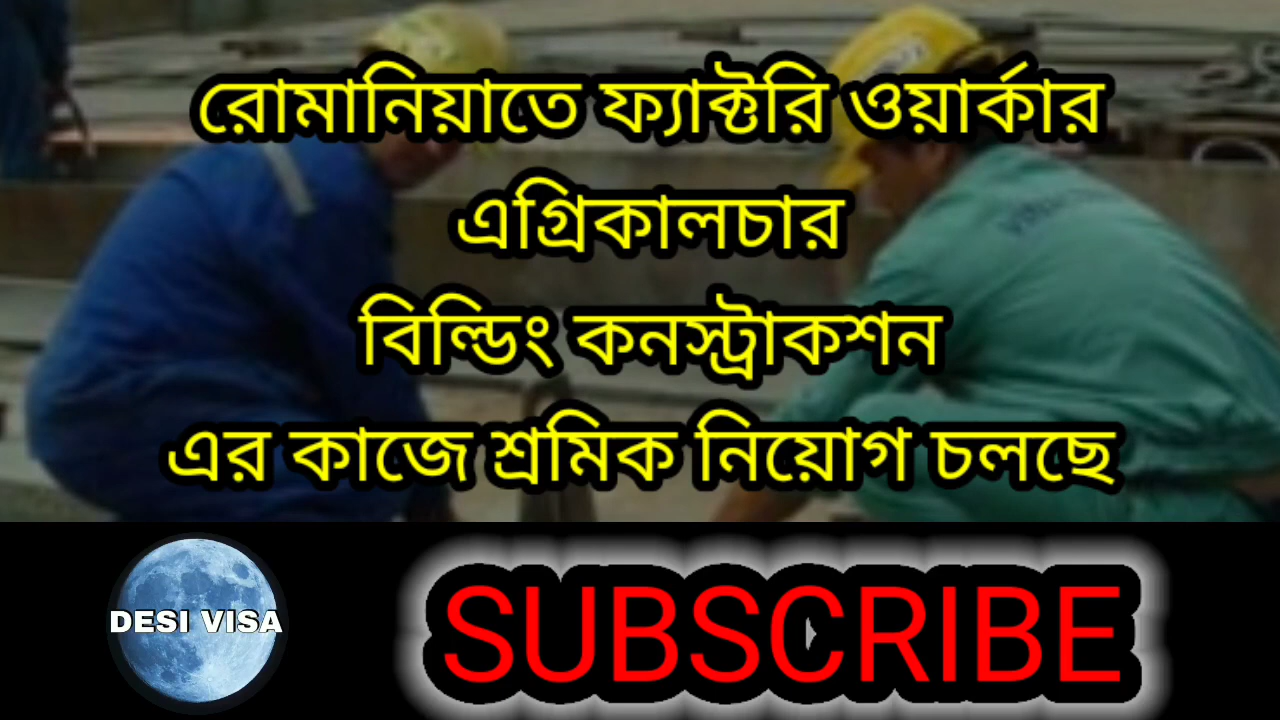 রোমানিয়াতে ফ্যাক্টরি ওয়ার্কার
এগ্রিকালচার
বিল্ডিং কনস্ট্রাকশন
এর কাজে শ্রমিক নিয়োগ চলছে
DESI VISA
SUBSCRIBE